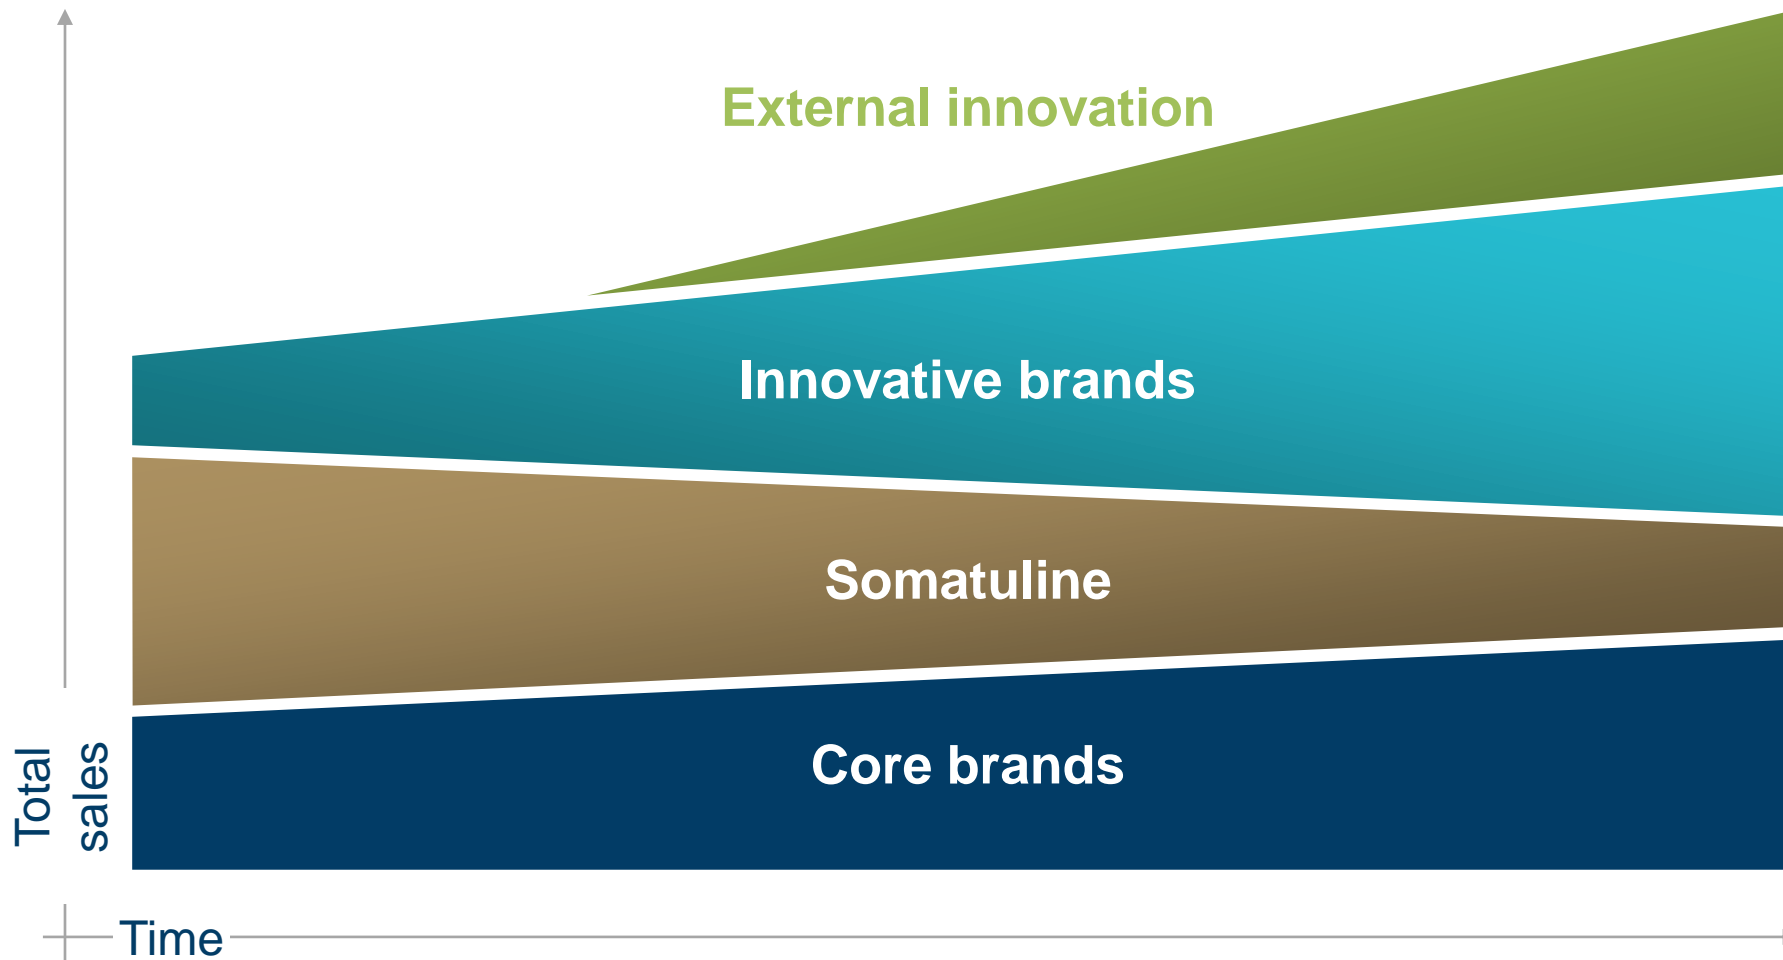 External innovation
Innovative brands
Somatuline
Core brands
Total
sales
Time